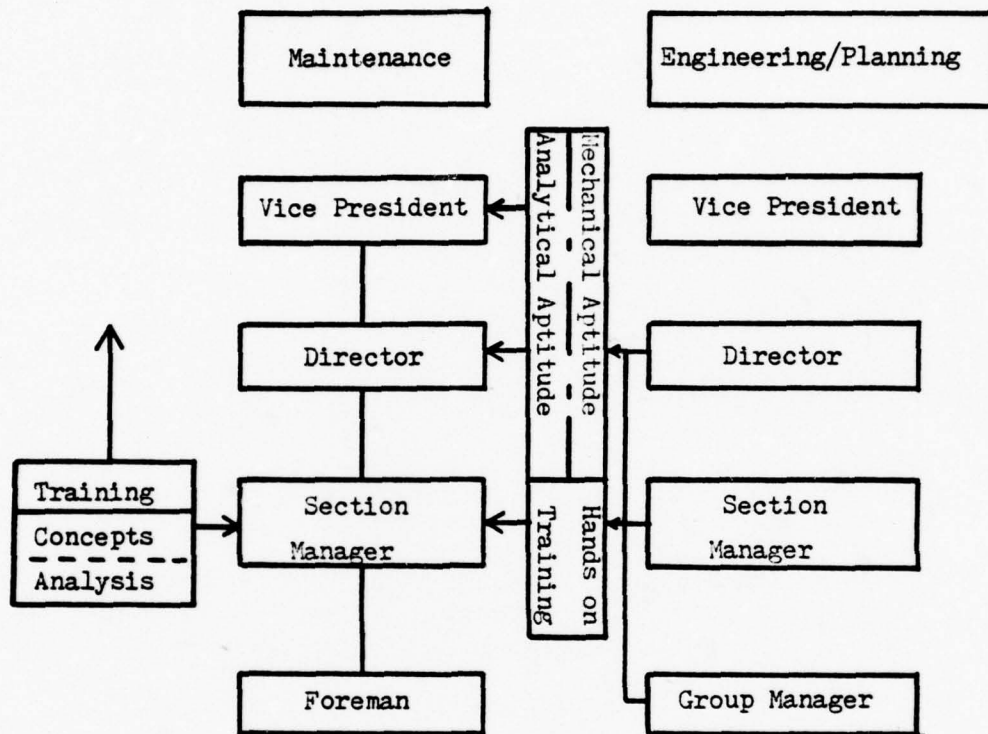 Maintenance
Engineering/Planning
Mechanical Aptitude
Analytical Aptitude
Vice President
Vice President
Director
Director
Training
Concepts
Analysis
Section
Manager
Hands on
Training
Section
Manager
Foreman
Group Manager